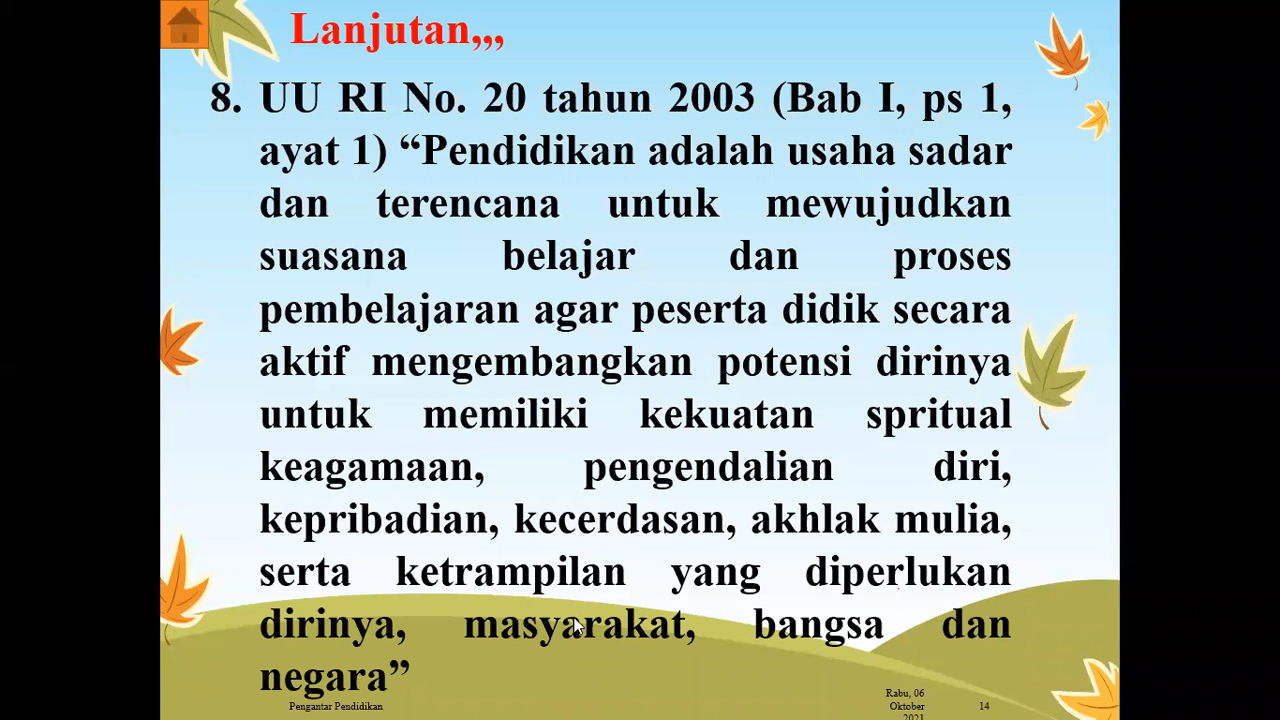 Lanjutan,,,
8. UU RI No. 20 tahun 2003 (Bab I, ps 1,
ayat 1) “Pendidikan adalah usaha sadar
dan terencana untuk mewujudkan
suasana belajar dan proses
pembelajaran agar peserta didik secara
aktif mengembangkan potensi dirinya
untuk memiliki kekuatan spritual
keagamaan, pengendalian diri,
kepribadian, kecerdasan, akhlak mulia,
serta ketrampilan yang diperlukan
dirinya, masyarakat, bangsa dan
negara”
Pengantar Pendidikan
Rabu, 06
Oktober
2021
14